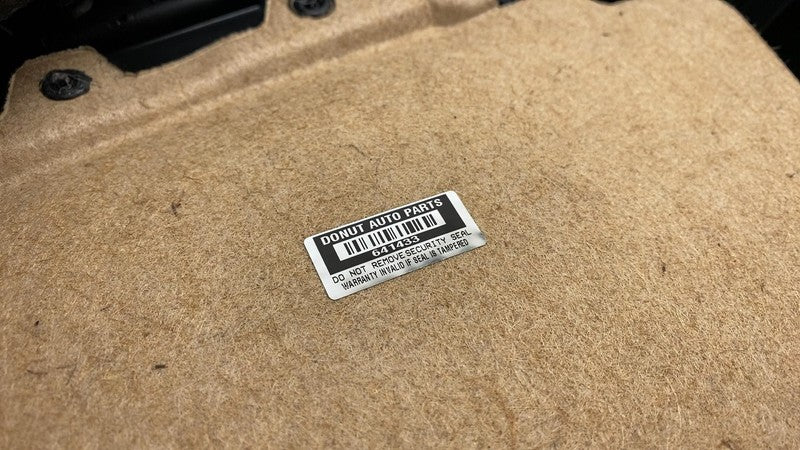 DONUT AUTO PARTS
641433
DO NOT REMOVE SECURITY SEAL
WARRANTY INVALID IF SEAL IS TAMPERED